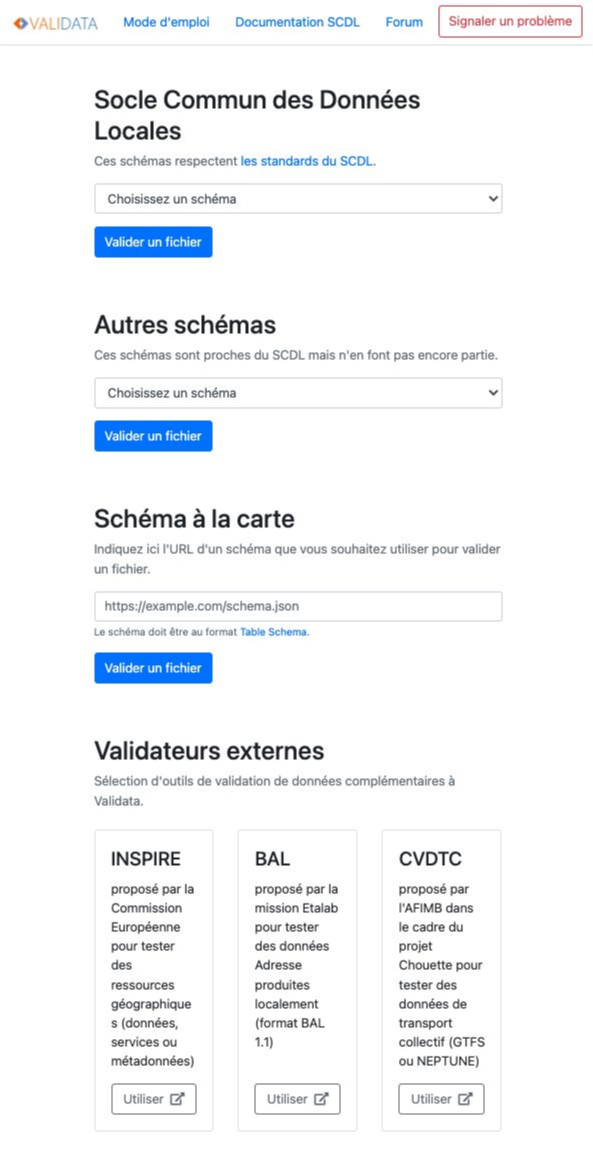 VALIDATA Mode d'emploi Documentation SCDL Forum Signaler un problème
Socle Commun des Données
Locales
Ces schémas respectent les standards du SCDL.
Choisissez un schéma
Valider un fichier
Autres schémas
Ces schémas sont proches du SCDL mais n'en font pas encore partie.
Choisissez un schéma
Valider un fichier
Schéma à la carte
Indiquez ici l'URL d'un schéma que vous souhaitez utiliser pour valider
un fichier.
https://example.com/schema.json
Le schéma doit être au format Table Schema.
Valider un fichier
Validateurs externes
Sélection d'outils de validation de données complémentaires à
Validata.
INSPIRE
proposé par la
Commission
Européenne
pour tester
des
ressources
géographique
s (données,
services ou
métadonnées)
Utiliser
BAL
proposé par la
mission Etalab
pour tester
des données
Adresse
produites
localement
(format BAL
1.1)
Utiliser
CVDTC
proposé par
l'AFIMB dans
le cadre du
projet
Chouette pour
tester des
données de
transport
collectif (GTFS
ou NEPTUNE)
Utiliser